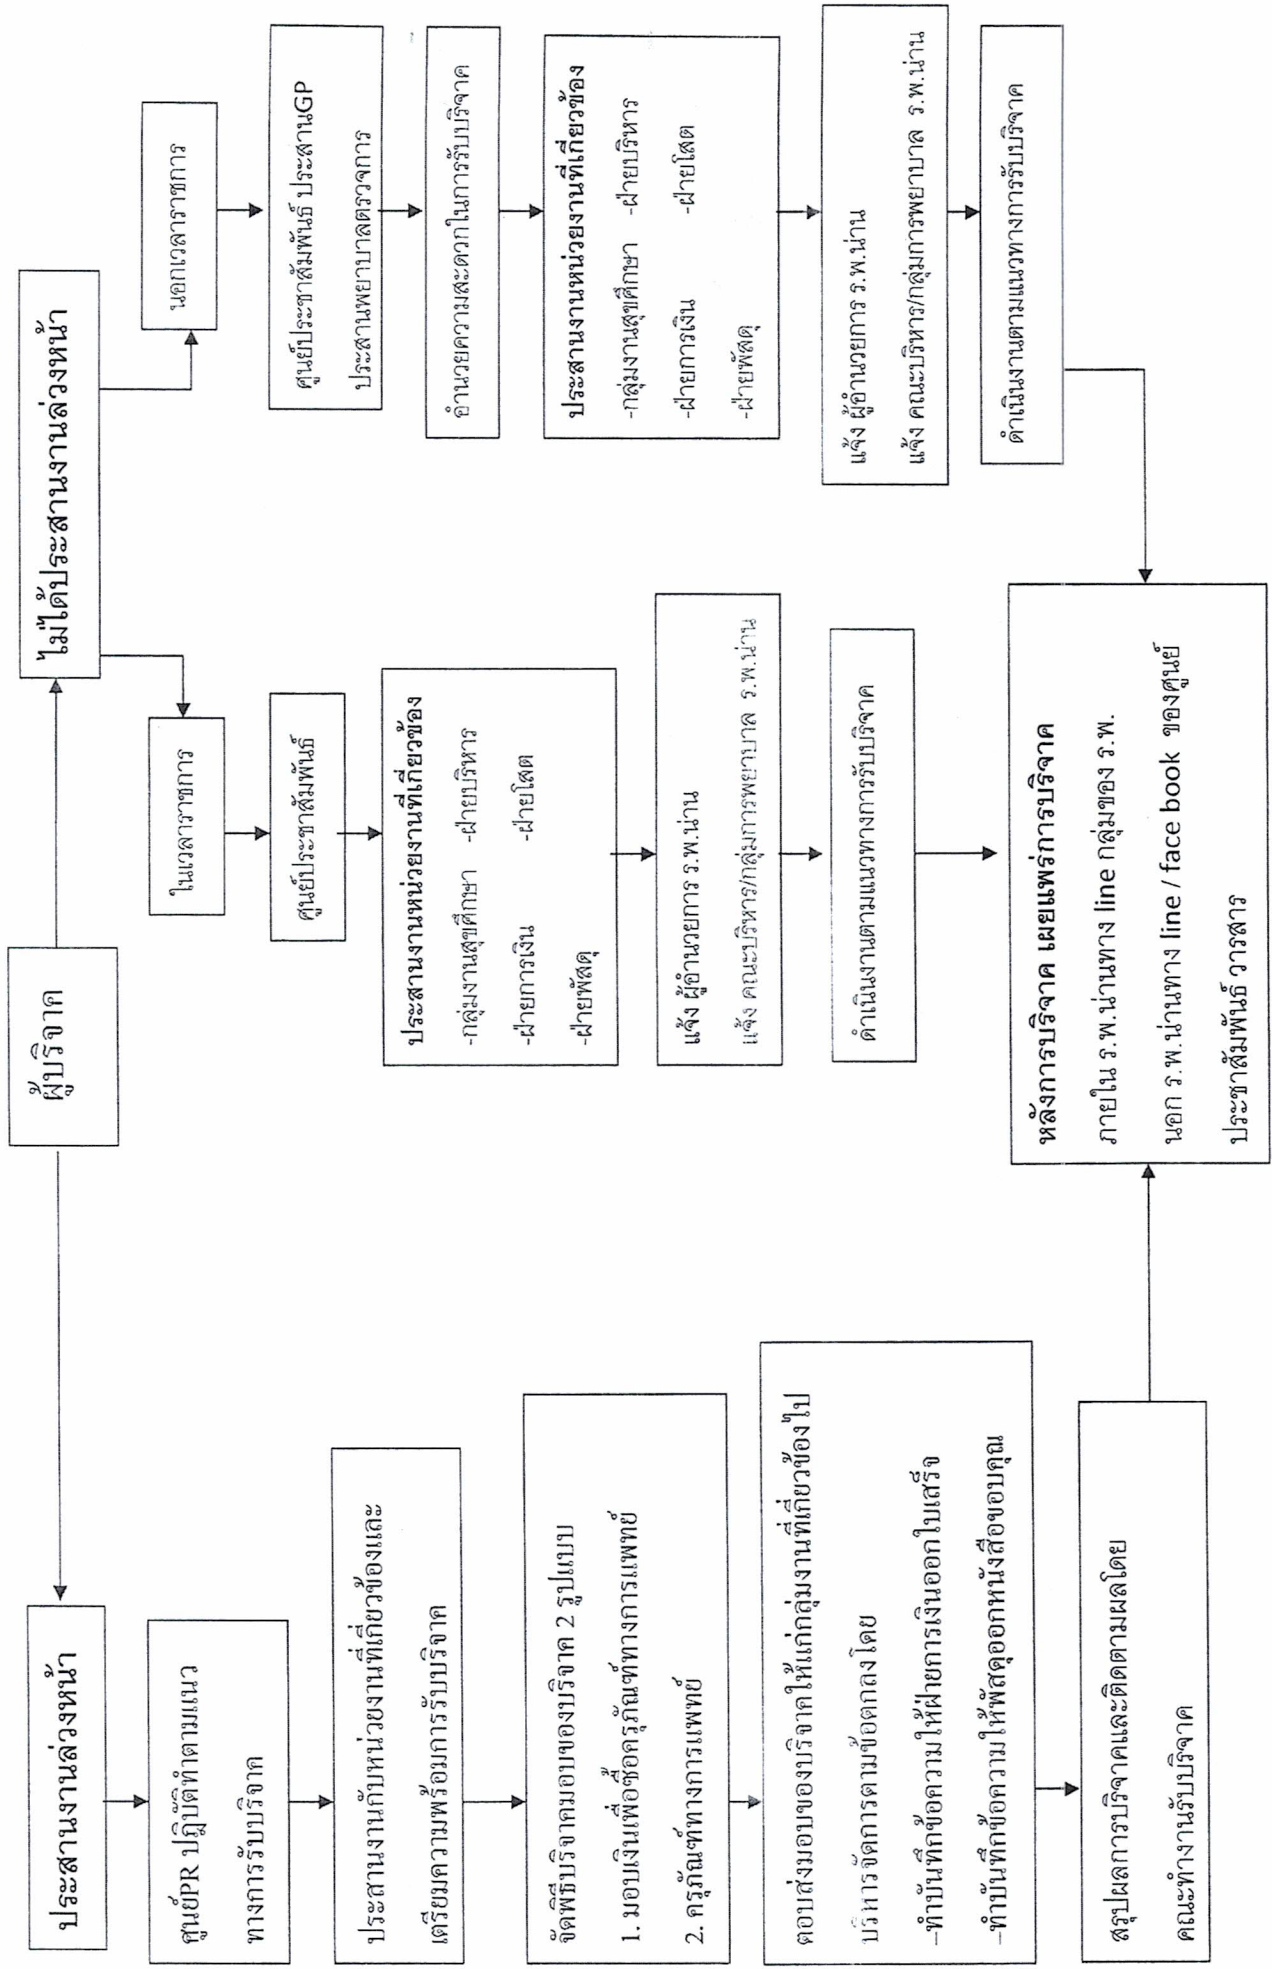 ผู้บริจาค
ประสานงานล่วงหน้า
ศูนย์PR ปฏิบัติทำตามแนว
ทางการรับบริจาค
ประสานงานกับหน่วยงานที่เกี่ยวข้องและ
เตรียมความพร้อมการรับบริจาค
จัดพิธีบริจาคมอบของบริจาค 2 รูปแบบ
1. มอบเงินเพื่อซื้อครุภัณฑ์ทางการแพทย์
2. ครุภัณฑ์ทางการแพทย์
ตอบส่งมอบของบริจาคให้แก่กลุ่มงานที่เกี่ยวข้องไป
บริหารจัดการตามข้อตกลงโดย
–ทำบันทึกข้อความให้ฝ่ายการเงินออกใบเสร็จ
–ทำบันทึกข้อความให้พัสดุออกหนังสือขอบคุณ
สรุปผลการบริจาคและติดตามผลโดย
คณะทำงานรับบริจาค
ไม่ได้ประสานงานล่วงหน้า
ในเวลาราชการ
ศูนย์ประชาสัมพันธ์
ประสานงานหน่วยงานที่เกี่ยวข้อง
-กลุ่มงานสุขศึกษา -ฝ่ายบริหาร
-ฝ่ายการเงิน -ฝ่ายโสต
-ฝ่ายพัสดุ
แจ้ง ผู้อำนวยการ ร.พ.น่าน
แจ้ง คณะบริหาร/กลุ่มการพยาบาล ร.พ.น่าน
ดำเนินงานตามแนวทางการรับบริจาค
นอกเวลาราชการ
ศูนย์ประชาสัมพันธ์ ประสานGP
ประสานพยาบาลตรวจการ
อำนวยความสะดวกในการรับบริจาค
ประสานงานหน่วยงานที่เกี่ยวข้อง
-กลุ่มงานสุขศึกษา -ฝ่ายบริหาร
-ฝ่ายการเงิน -ฝ่ายโสต
-ฝ่ายพัสดุ
แจ้ง ผู้อำนวยการ ร.พ.น่าน
แจ้ง คณะบริหาร/กลุ่มการพยาบาล ร.พ.น่าน
ดำเนินงานตามแนวทางการรับบริจาค
หลังการบริจาค เผยแพร่การบริจาค
ภายใน ร.พ.น่านทาง line กลุ่มของ ร.พ.
นอก ร.พ.น่านทาง line / face book ของศูนย์
ประชาสัมพันธ์ วารสาร